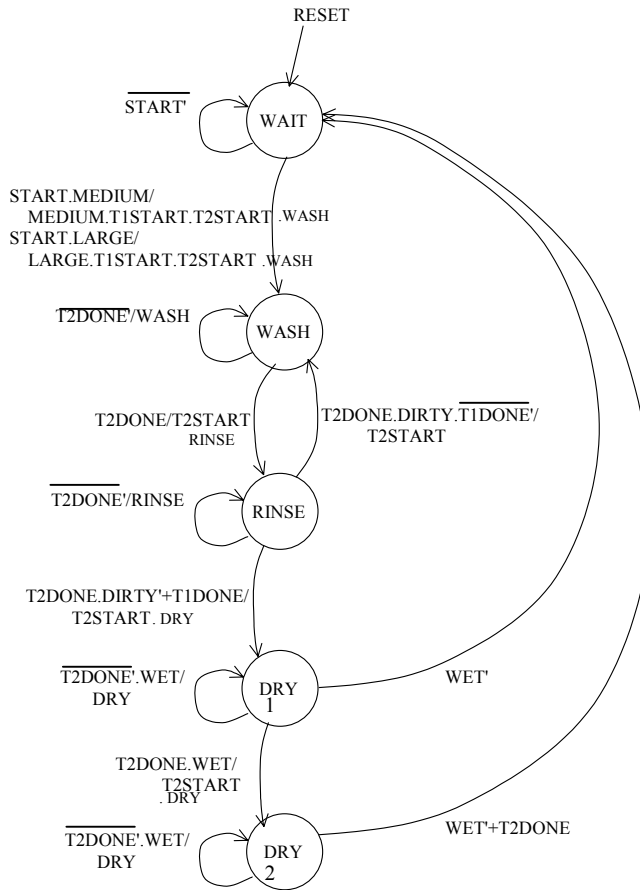 RESET
START'
WAIT
START.MEDIUM/
MEDIUM.T1START.T2START .WASH
START.LARGE/
LARGE.T1START.T2START .WASH
T2DONE'/WASH
WASH
T2DONE/T2START
RINSE
T2DONE.DIRTY.T1DONE'/
T2START
T2DONE'/RINSE
RINSE
T2DONE.DIRTY'+T1DONE/
T2START. DRY
T2DONE'.WET/
DRY
DRY
1
WET'
T2DONE.WET/
T2START
. DRY
T2DONE'.WET/
DRY
DRY
2
WET'+T2DONE